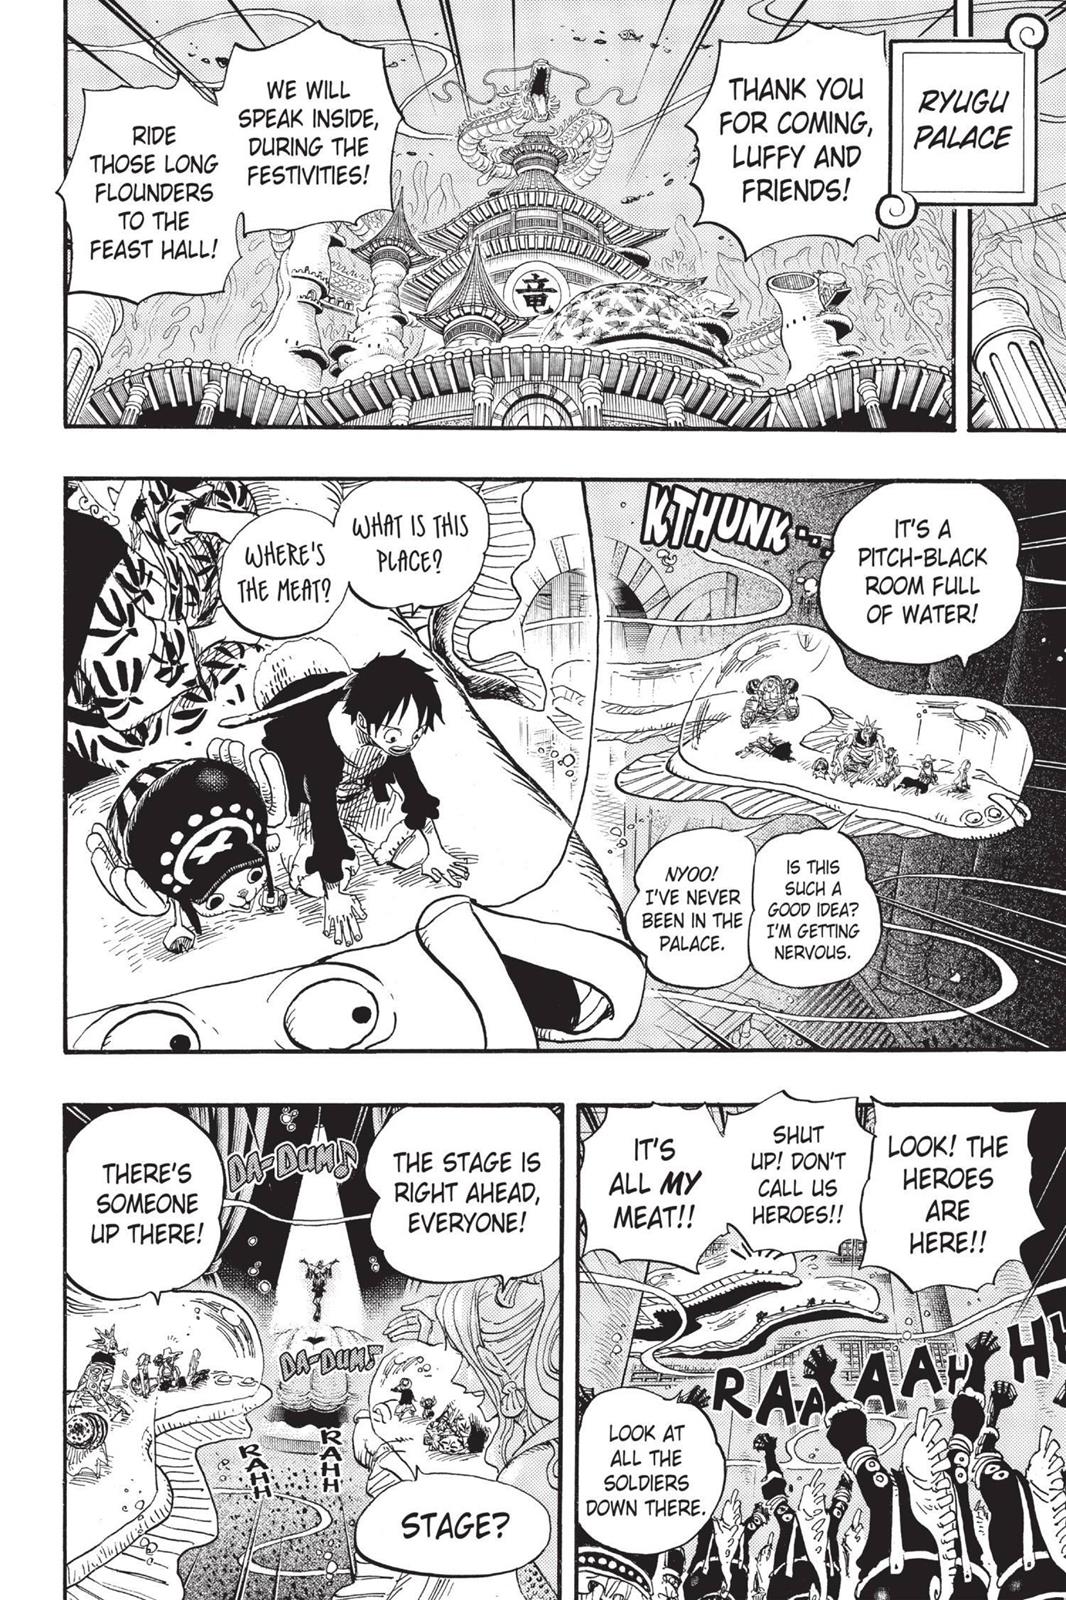 RYUGU
PALACE
THANK YOU
FOR COMING,
LUFFY AND
FRIENDS!
WE WILL
SPEAK INSIDE,
DURING THE
FESTIVITIES!
RIDE
THOSE LONG
FLOUNDERS
TO THE
FEAST HALL!
竜
IT'S A
PITCH-BLACK
ROOM FULL
OF WATER!
KTHUNK...
WHAT IS THIS
PLACE?
WHERE'S
THE MEAT?
IS THIS
SUCH A
GOOD IDEA?
I'M GETTING
NERVOUS.
NYOO!
I'VE NEVER
BEEN IN THE
PALACE.
LOOK! THE
HEROES
ARE
HERE!!
SHUT
UP! DON'T
CALL US
HEROES!!
IT'S
ALL MY
MEAT!!
RAAAAAHHH
LOOK AT
ALL THE
SOLDIERS
DOWN THERE.
THE STAGE IS
RIGHT AHEAD,
EVERYONE!
DA-DUM♪
THERE'S
SOMEONE
UP THERE!
DA-DUM♪
RAHH
RAHH
STAGE?